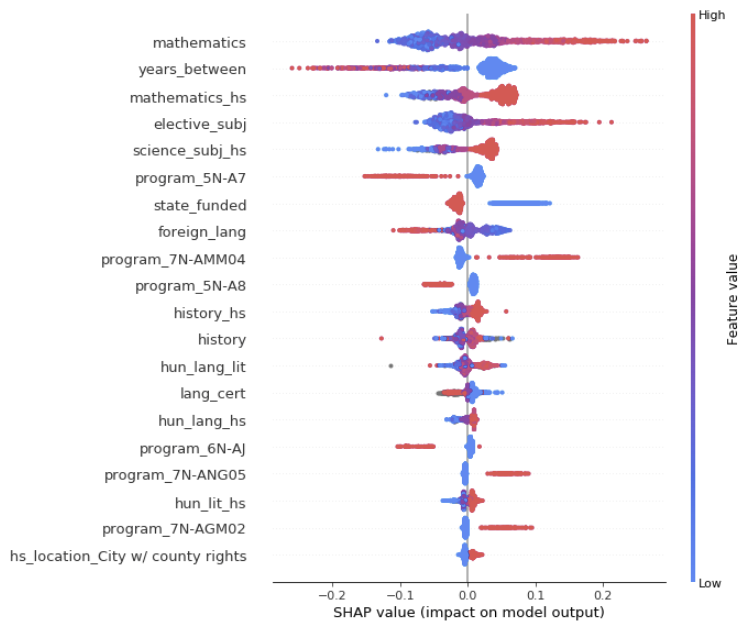 High
mathematics
years_between
mathematics_hs
elective_subj
science_subj_hs
program_5N-A7
state_funded
foreign_lang
program_7N-AMM04
program_5N-A8
history_hs
history
hun_lang_lit
lang_cert
hun_lang_hs
program_6N-AJ
program_7N-ANG05
hun_lit_hs
program_7N-AGM02
hs_location_City w/ county rights
Feature value
Low
−0.2 −0.1 0.0 0.1 0.2
SHAP value (impact on model output)